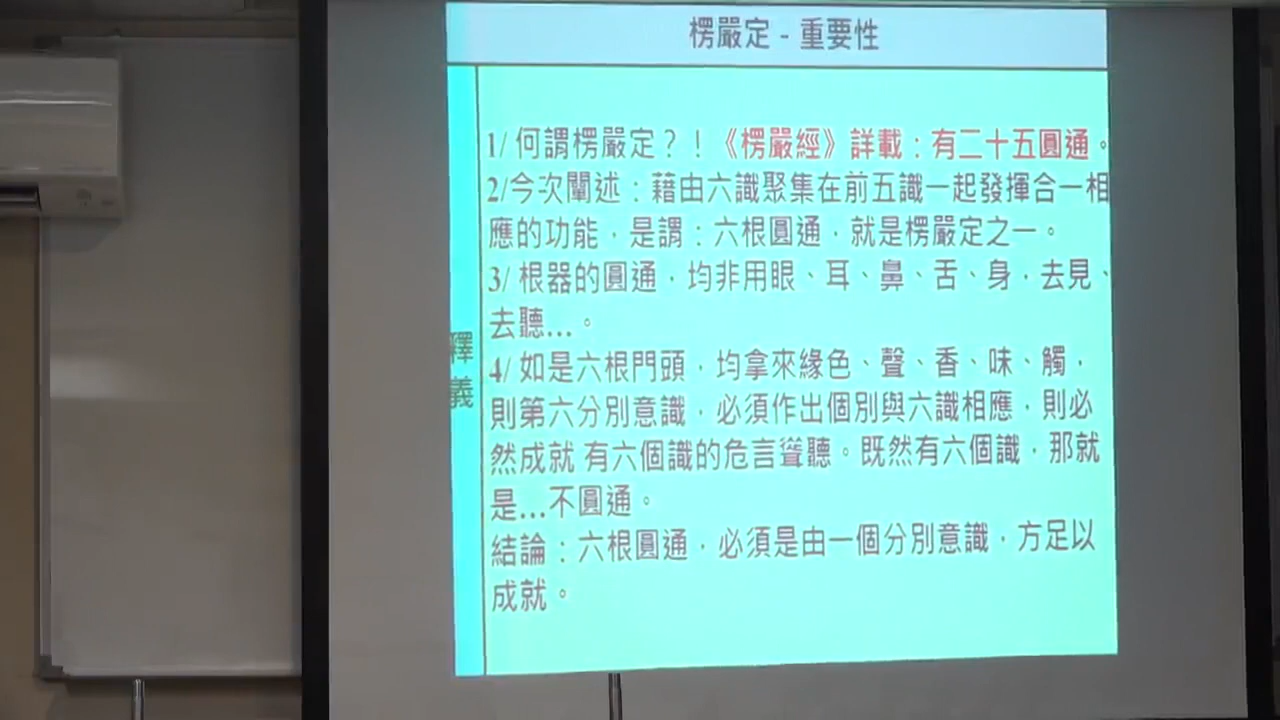 楞嚴定 - 重要性
1/ 何謂楞嚴定？！《楞嚴經》詳載：有二十五圓通。
2/今次闡述：藉由六識聚集在前五識一起發揮合一相
應的功能，是謂：六根圓通，就是楞嚴定之一。
3/ 根器的圓通，均非用眼、耳、鼻、舌、身，去見、
去聽...。
釋義
4/ 如是六根門頭，均拿來緣色、聲、香、味、觸，
則第六分別意識，必須作出個別與六識相應，則必
然成就 有六個識的危言聳聽。既然有六個識，那就
是...不圓通。
結論：六根圓通，必須是由一個分別意識，方足以
成就。